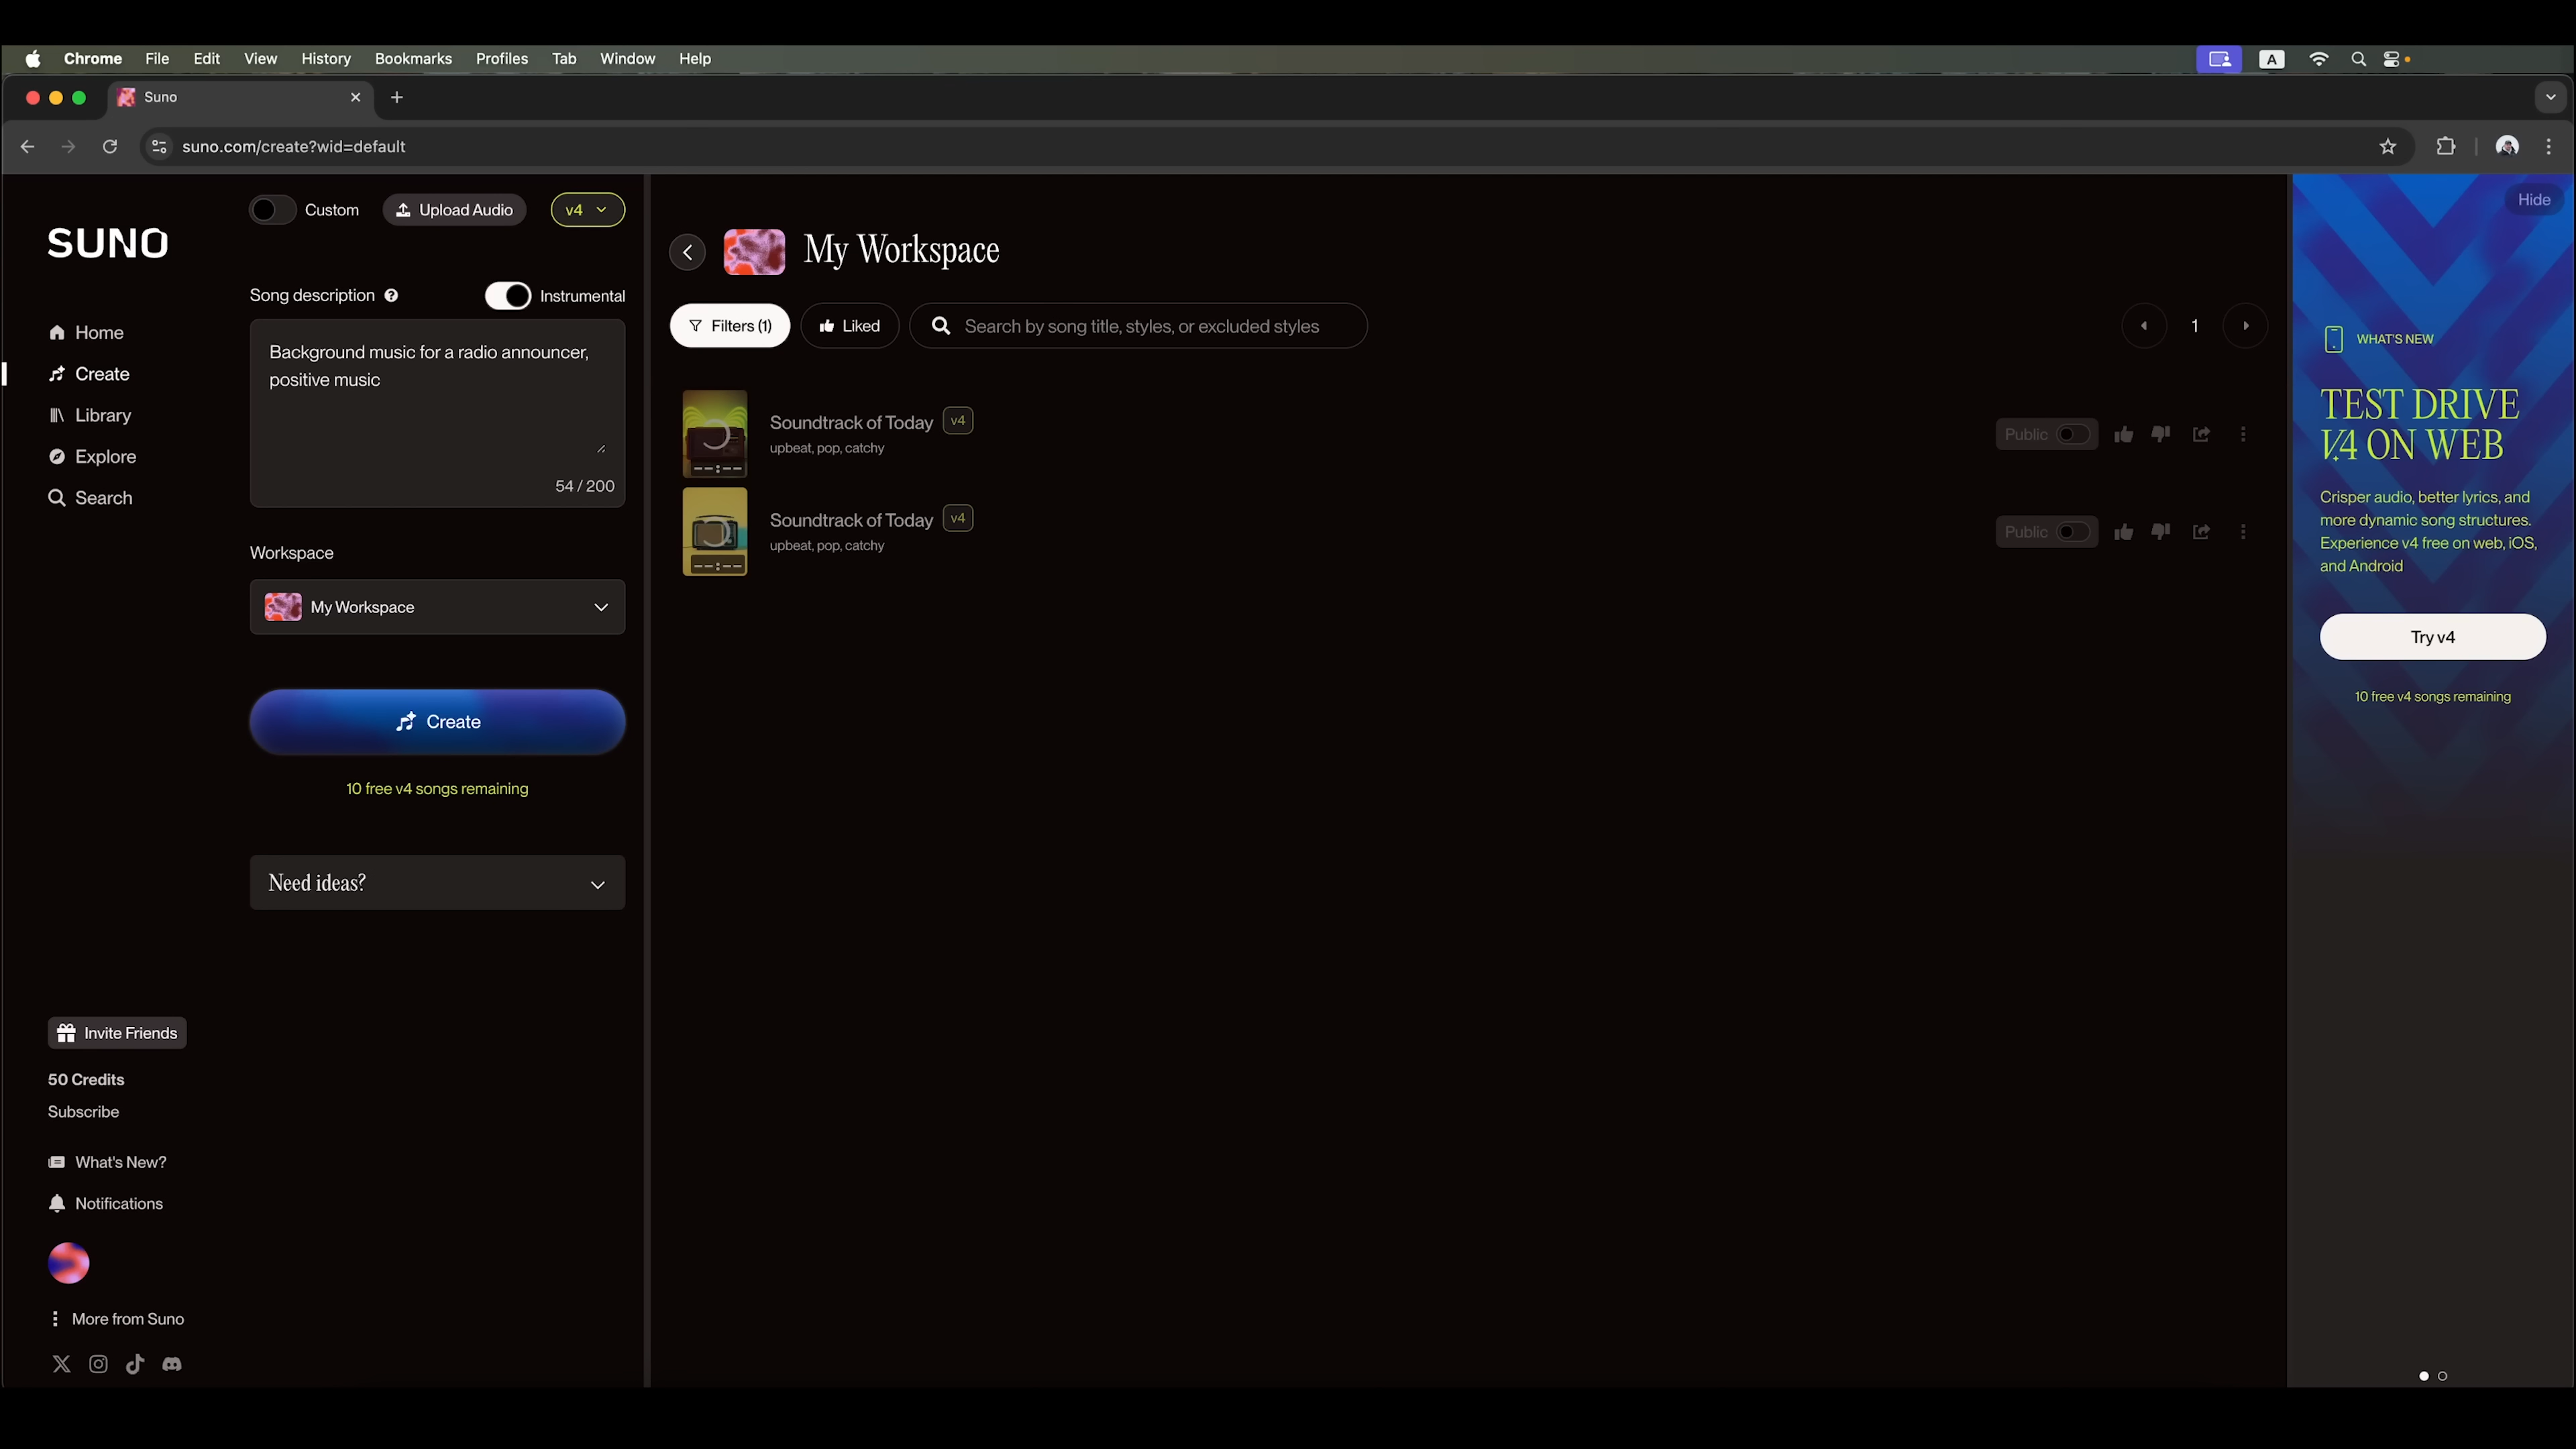 Chrome File Edit View History Bookmarks Profiles Tab Window Help
A
Suno
suno.com/create?wid=default
SUNO
Home
Create
Library
Explore
Search
Invite Friends
50 Credits
Subscribe
What's New?
Notifications
More from Suno
Custom
Upload Audio
v4
Song description
Instrumental
Background music for a radio announcer,
positive music
54 / 200
Workspace
My Workspace
Create
10 free v4 songs remaining
Need ideas?
My Workspace
Filters (1)
Liked
Search by song title, styles, or excluded styles
1
Soundtrack of Today v4
upbeat, pop, catchy
Public
Soundtrack of Today v4
upbeat, pop, catchy
Public
Hide
WHAT'S NEW
TEST DRIVE
V4 ON WEB
Crisper audio, better lyrics, and
more dynamic song structures.
Experience v4 free on web, iOS,
and Android
Try v4
10 free v4 songs remaining